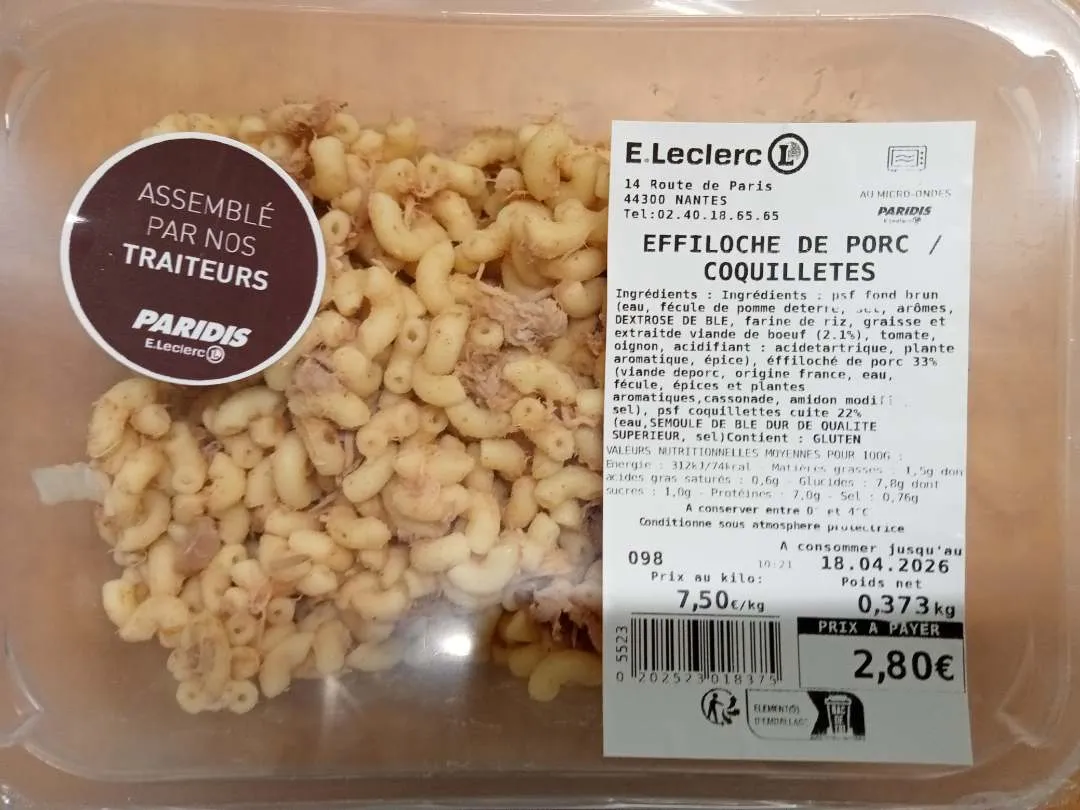 ASSEMBLÉ
PAR NOS
TRAITEURS
PARIDIS
E.Leclerc L
E.Leclerc L
14 Route de Paris
44300 NANTES
Tel:02.40.18.65.65
AU MICRO-ONDES
PARIDIS
E.Leclerc L
EFFILOCHE DE PORC /
COQUILLETES
Ingrédients : Ingrédients : psf fond brun
(eau, fécule de pomme deterre, sel, arômes,
DEXTROSE DE BLE, farine de riz, graisse et
extraitde viande de boeuf (2.1%), tomate,
oignon, acidifiant : acidetartrique, plante
aromatique, épice), éffiloché de porc 33%
(viande deporc, origine france, eau,
fécule, épices et plantes
aromatiques,cassonade, amidon modifi
sel), psf coquillettes cuite 22%
(eau,SEMOULE DE BLE DUR DE QUALITE
SUPERIEUR, sel)Contient : GLUTEN
VALEURS NUTRITIONNELLES MOYENNES POUR 100G :
Energie : 312kJ/74kcal Matières grasses : 1,5g don
acides gras saturés : 0,6g - Glucides : 7,8g dont
sucres : 1,0g - Protéines : 7,0g - Sel : 0,76g
A conserver entre 0° et 4°C
Conditionne sous atmosphere protectrice
A consommer jusqu'au
098 10:21 18.04.2026
Prix au kilo: Poids net
7,50€/kg 0,373kg
PRIX A PAYER
2,80€
0 5523
0 202523 018375
ELEMENT(S)
D'EMBALLAGE
BAC
DE TRI